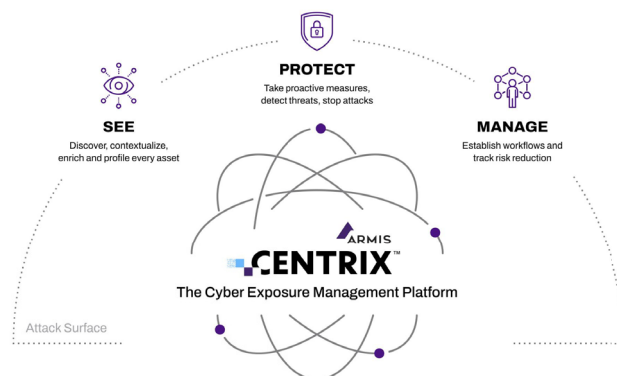 PROTECT
Take proactive measures,
detect threats, stop attacks
SEE
Discover, contextualize,
enrich and profile every asset
MANAGE
Establish workflows and
track risk reduction
ARMIS
CENTRIX™
The Cyber Exposure Management Platform
Attack Surface